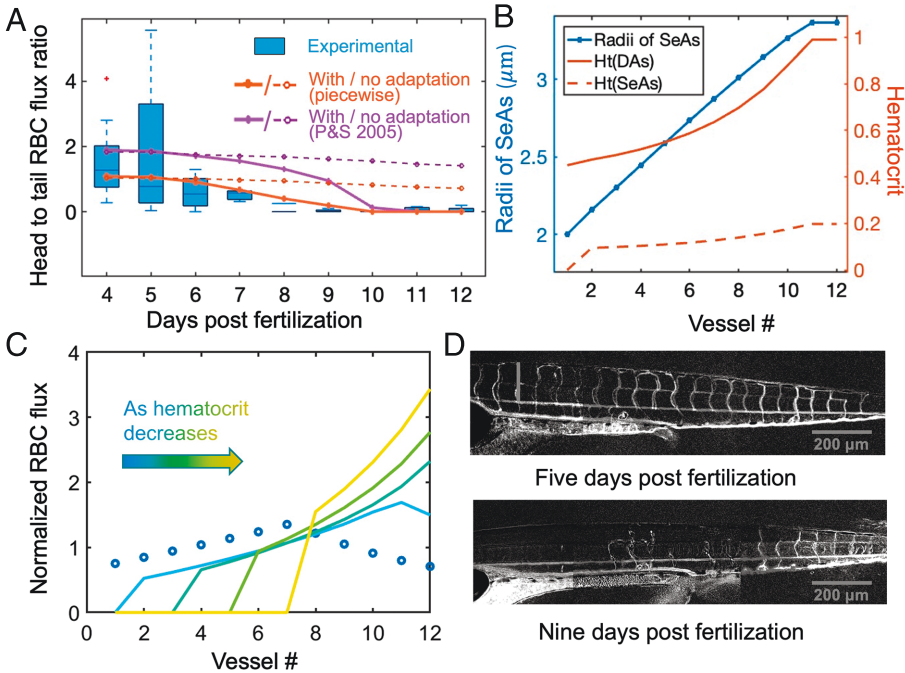 A
Head to tail RBC flux ratio
4
2
0
Experimental
With / no adaptation
(piecewise)
With / no adaptation
(P&S 2005)
4 5 6 7 8 9 10 11 12
Days post fertilization
B
Radii of SeAs (μm)
3
2.5
2
Radii of SeAs
Ht(DAs)
Ht(SeAs)
1
0.8
0.6
0.4
0.2
0
Hematocrit
2 4 6 8 10 12
Vessel #
C
Normalized RBC flux
4
3
2
1
0
As hematocrit
decreases
0 2 4 6 8 10 12
Vessel #
D
200 μm
Five days post fertilization
200 μm
Nine days post fertilization